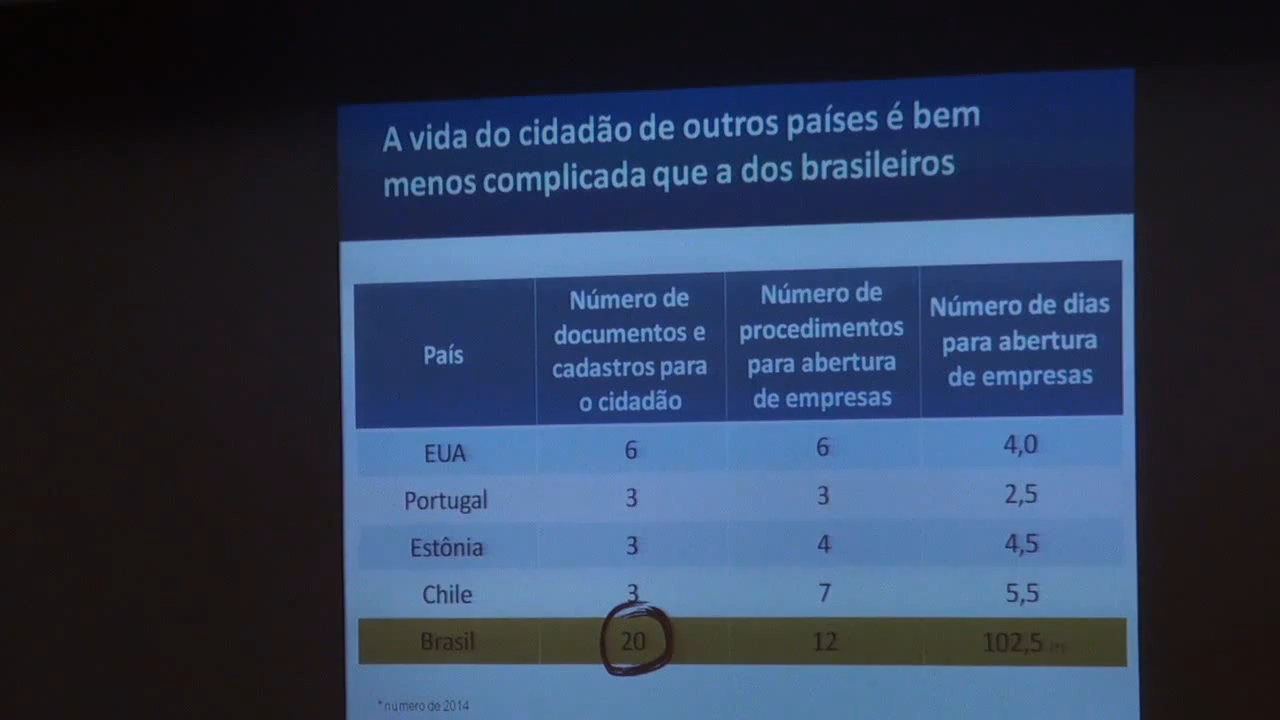 A vida do cidadão de outros países é bem
menos complicada que a dos brasileiros
País
Número de
documentos e
cadastros para
o cidadão
Número de
procedimentos
para abertura
de empresas
Número de dias
para abertura
de empresas
EUA 6 6 4,0
Portugal 3 3 2,5
Estônia 3 4 4,5
Chile 3 7 5,5
Brasil 20 12 102,5
* numero de 2014